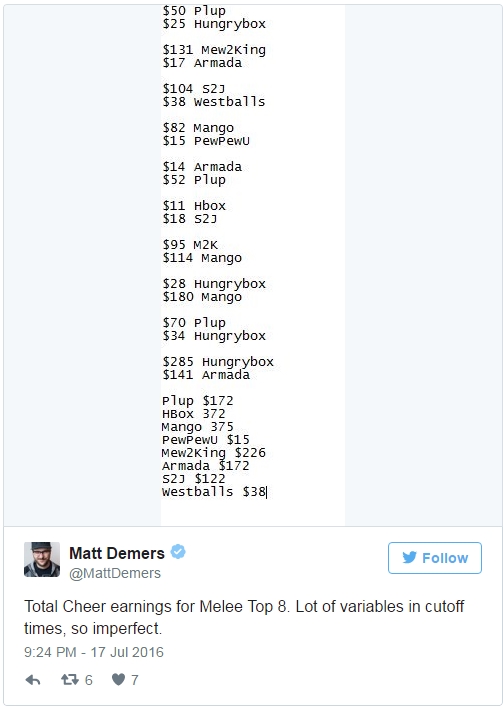 $50 Plup
$25 Hungrybox
$131 Mew2King
$17 Armada
$104 S2J
$38 Westballs
$82 Mango
$15 PewPewU
$14 Armada
$52 Plup
$11 Hbox
$18 S2J
$95 M2K
$114 Mango
$28 Hungrybox
$180 Mango
$70 Plup
$34 Hungrybox
$285 Hungrybox
$141 Armada
Plup $172
HBox 372
Mango 375
PewPewU $15
Mew2King $226
Armada $172
S2J $122
Westballs $38
Matt Demers
@MattDemers
Follow
Total Cheer earnings for Melee Top 8. Lot of variables in cutoff
times, so imperfect.
9:24 PM - 17 Jul 2016
6 7